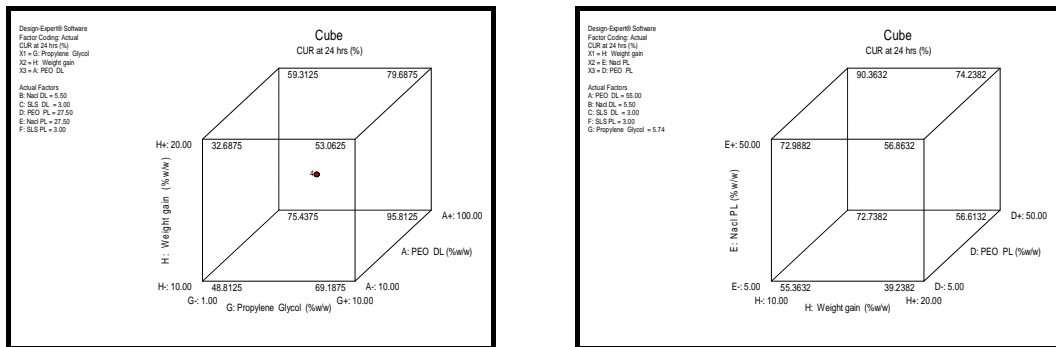 Design-Expert® Software
Factor Coding: Actual
CUR at 24 hrs (%)
X1 = G: Propylene Glycol
X2 = H: Weight gain
X3 = A: PEO DL
Actual Factors
B: Nacl DL = 5.50
C: SLS DL = 3.00
D: PEO PL = 27.50
E: Nacl PL = 27.50
F: SLS PL = 3.00
Cube
CUR at 24 hrs (%)
59.3125 79.6875
H+: 20.00 32.6875 53.0625
4
75.4375 95.8125 A+: 100.00
H: Weight gain (%w/w)
A: PEO DL (%w/w)
H-: 10.00 48.8125 69.1875 A-: 10.00
G-: 1.00 G+: 10.00
G: Propylene Glycol (%w/w)
Design-Expert® Software
Factor Coding: Actual
CUR at 24 hrs (%)
X1 = H: Weight gain
X2 = E: Nacl PL
X3 = D: PEO PL
Actual Factors
A: PEO DL = 55.00
B: Nacl DL = 5.50
C: SLS DL = 3.00
F: SLS PL = 3.00
G: Propylene Glycol = 5.74
Cube
CUR at 24 hrs (%)
90.3632 74.2382
E+: 50.00 72.9882 56.8632
72.7382 56.6132 D+: 50.00
E: Nacl PL (%w/w)
D: PEO PL (%w/w)
E-: 5.00 55.3632 39.2382 D-: 5.00
H-: 10.00 H+: 20.00
H: Weight gain (%w/w)